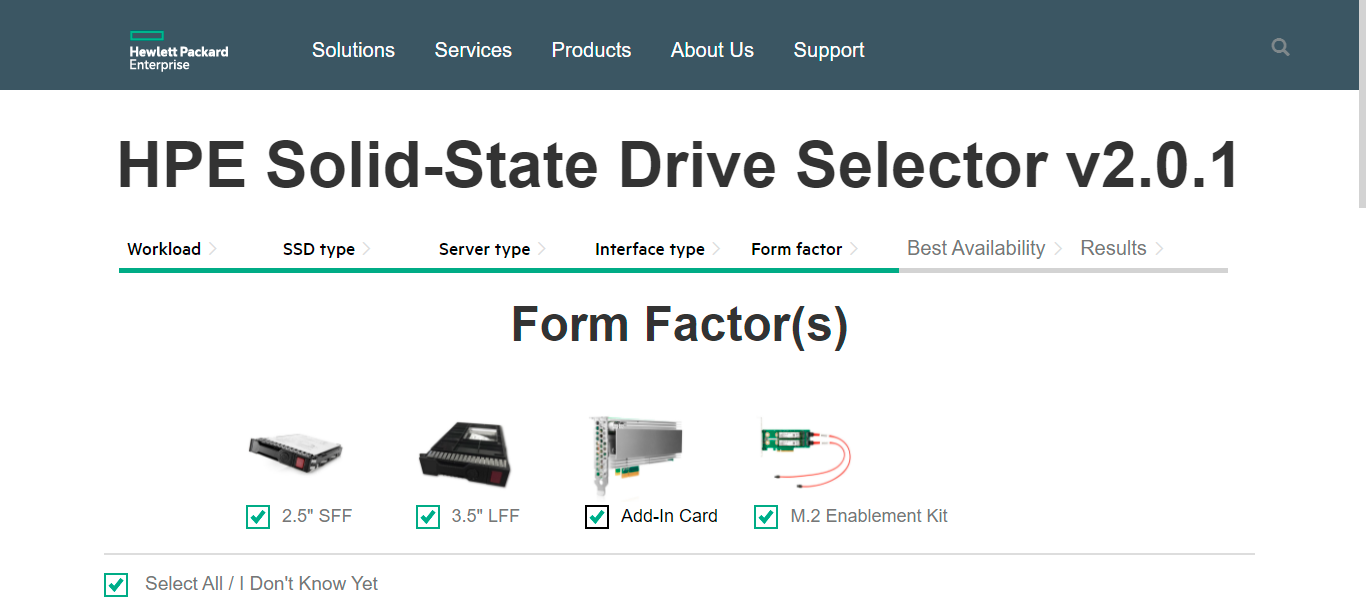 Hewlett Packard
Enterprise
Solutions Services Products About Us Support
HPE Solid-State Drive Selector v2.0.1
Workload SSD type Server type Interface type Form factor Best Availability Results
Form Factor(s)
2.5" SFF 3.5" LFF Add-In Card M.2 Enablement Kit
Select All / I Don't Know Yet